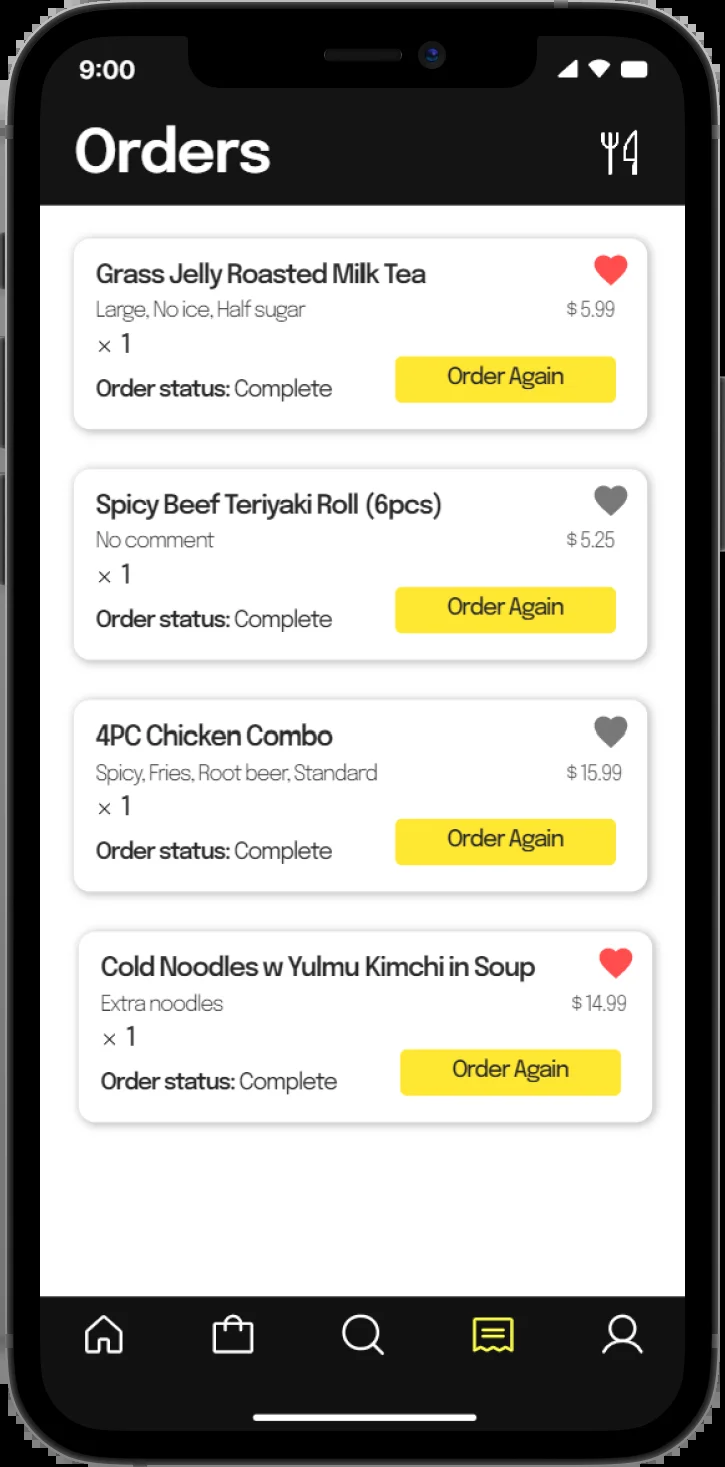 9:00
Orders
Grass Jelly Roasted Milk Tea
Large, No ice, Half sugar
$ 5.99
× 1
Order Again
Order status: Complete
Spicy Beef Teriyaki Roll (6pcs)
No comment
$ 5.25
× 1
Order Again
Order status: Complete
4PC Chicken Combo
Spicy, Fries, Root beer, Standard
$ 15.99
× 1
Order Again
Order status: Complete
Cold Noodles w Yulmu Kimchi in Soup
Extra noodles
$ 14.99
× 1
Order Again
Order status: Complete